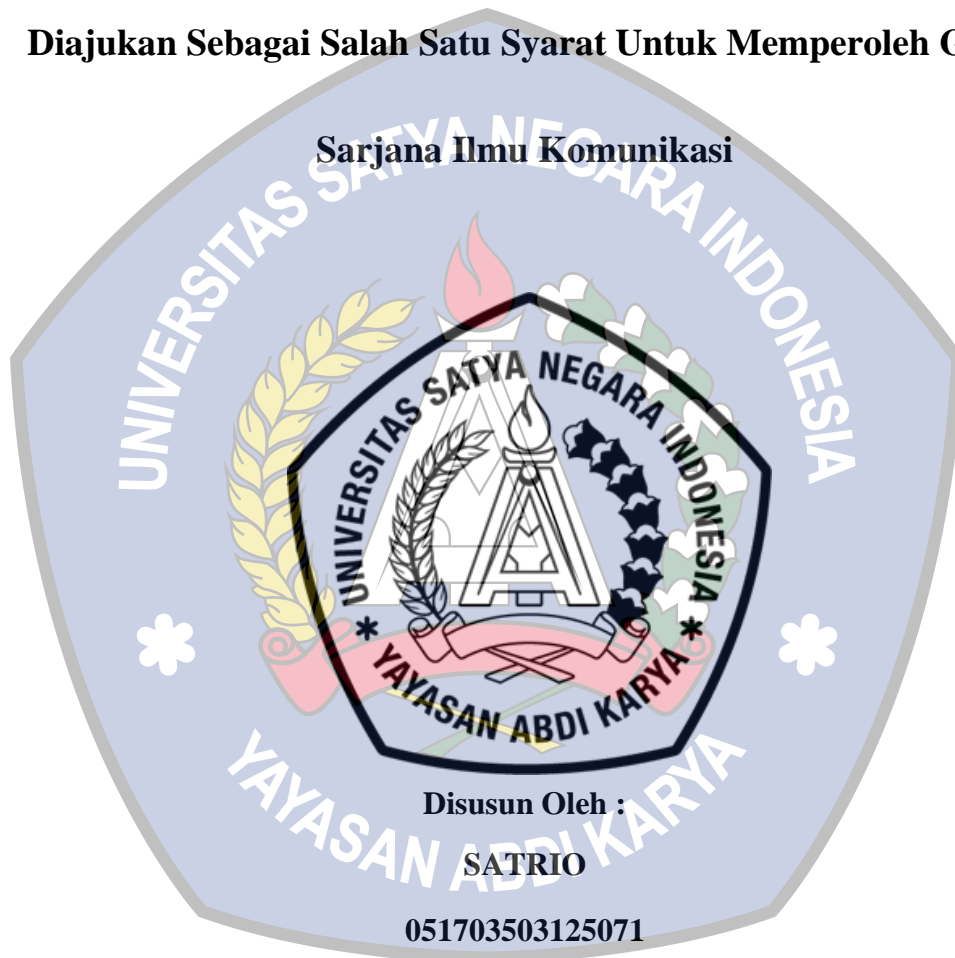 Diajukan Sebagai Salah Satu Syarat Untuk Memperoleh G
Sarjana Ilmu Komunikasi
UNIVERSITAS SATYA NEGARA INDONESIA
YAYASAN ABDI KARYA
UNIVERSITAS SATYA NEGARA INDONESIA
YAYASAN ABDI KARYA
Disusun Oleh :
SATRIO
051703503125071